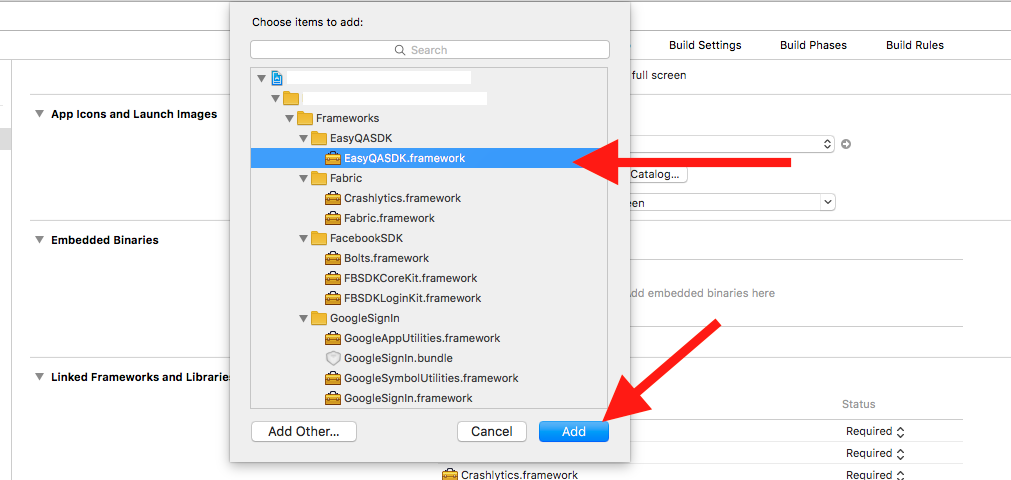 Choose items to add:
Search
Build Settings
Build Phases
Build Rules
full screen
App Icons and Launch Images
Frameworks
EasyQASDK
EasyQASDK.framework
Fabric
Catalog...
Crashlytics.framework
Fabric.framework
FacebookSDK
Embedded Binaries
Bolts.framework
FBSDKCoreKit.framework
embedded binaries here
FBSDKLoginKit.framework
GoogleSignIn
GoogleAppUtilities.framework
GoogleSignIn.bundle
Linked Frameworks and Libraries
GoogleSymbolUtilities.framework
GoogleSignIn.framework
Status
Add Other...
Cancel
Add
Required
Required
Crashlytics.framework
Required